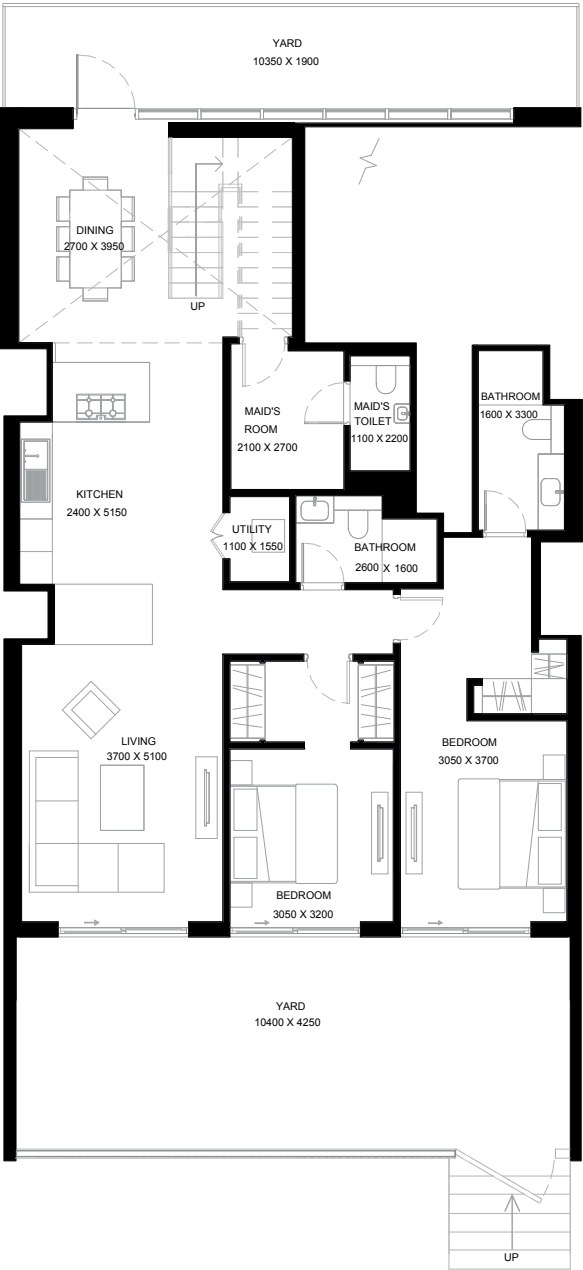 YARD
10350 X 1900
DINING
2700 X 3950
UP
MAID'S
ROOM
2100 X 2700
MAID'S
TOILET
1100 X 2200
BATHROOM
1600 X 3300
KITCHEN
2400 X 5150
UTILITY
1100 X 1550
BATHROOM
2600 X 1600
LIVING
3700 X 5100
BEDROOM
3050 X 3700
BEDROOM
3050 X 3200
YARD
10400 X 4250
UP